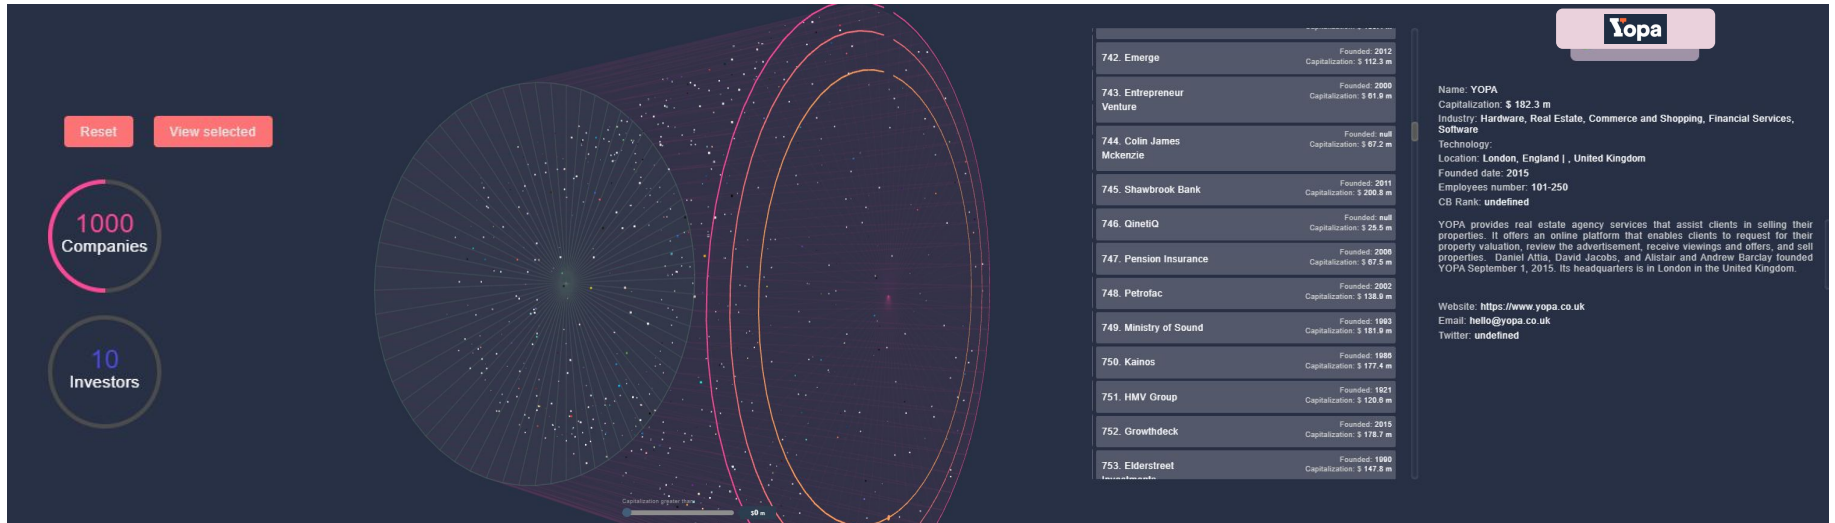 Reset
View selected
1000
Companies
10
Investors
Capitalization greater than
$0 m
742. Emerge
Founded: 2012
Capitalization: $ 112.3 m
743. Entrepreneur
Venture
Founded: 2000
Capitalization: $ 61.9 m
744. Colin James
Mckenzie
Founded: null
Capitalization: $ 67.2 m
745. Shawbrook Bank
Founded: 2011
Capitalization: $ 200.8 m
746. QinetiQ
Founded: null
Capitalization: $ 25.5 m
747. Pension Insurance
Founded: 2006
Capitalization: $ 67.5 m
748. Petrofac
Founded: 2002
Capitalization: $ 138.9 m
749. Ministry of Sound
Founded: 1993
Capitalization: $ 181.9 m
750. Kainos
Founded: 1986
Capitalization: $ 177.4 m
751. HMV Group
Founded: 1921
Capitalization: $ 120.6 m
752. Growthdeck
Founded: 2015
Capitalization: $ 178.7 m
753. Elderstreet
Investments
Founded: 1990
Capitalization: $ 147.8 m
Yopa
Name: YOPA
Capitalization: $ 182.3 m
Industry: Hardware, Real Estate, Commerce and Shopping, Financial Services,
Software
Technology:
Location: London, England | , United Kingdom
Founded date: 2015
Employees number: 101-250
CB Rank: undefined
YOPA provides real estate agency services that assist clients in selling their
properties. It offers an online platform that enables clients to request for their
property valuation, review the advertisement, receive viewings and offers, and sell
properties. Daniel Attia, David Jacobs, and Alistair and Andrew Barclay founded
YOPA September 1, 2015. Its headquarters is in London in the United Kingdom.
Website: https://www.yopa.co.uk
Email: hello@yopa.co.uk
Twitter: undefined